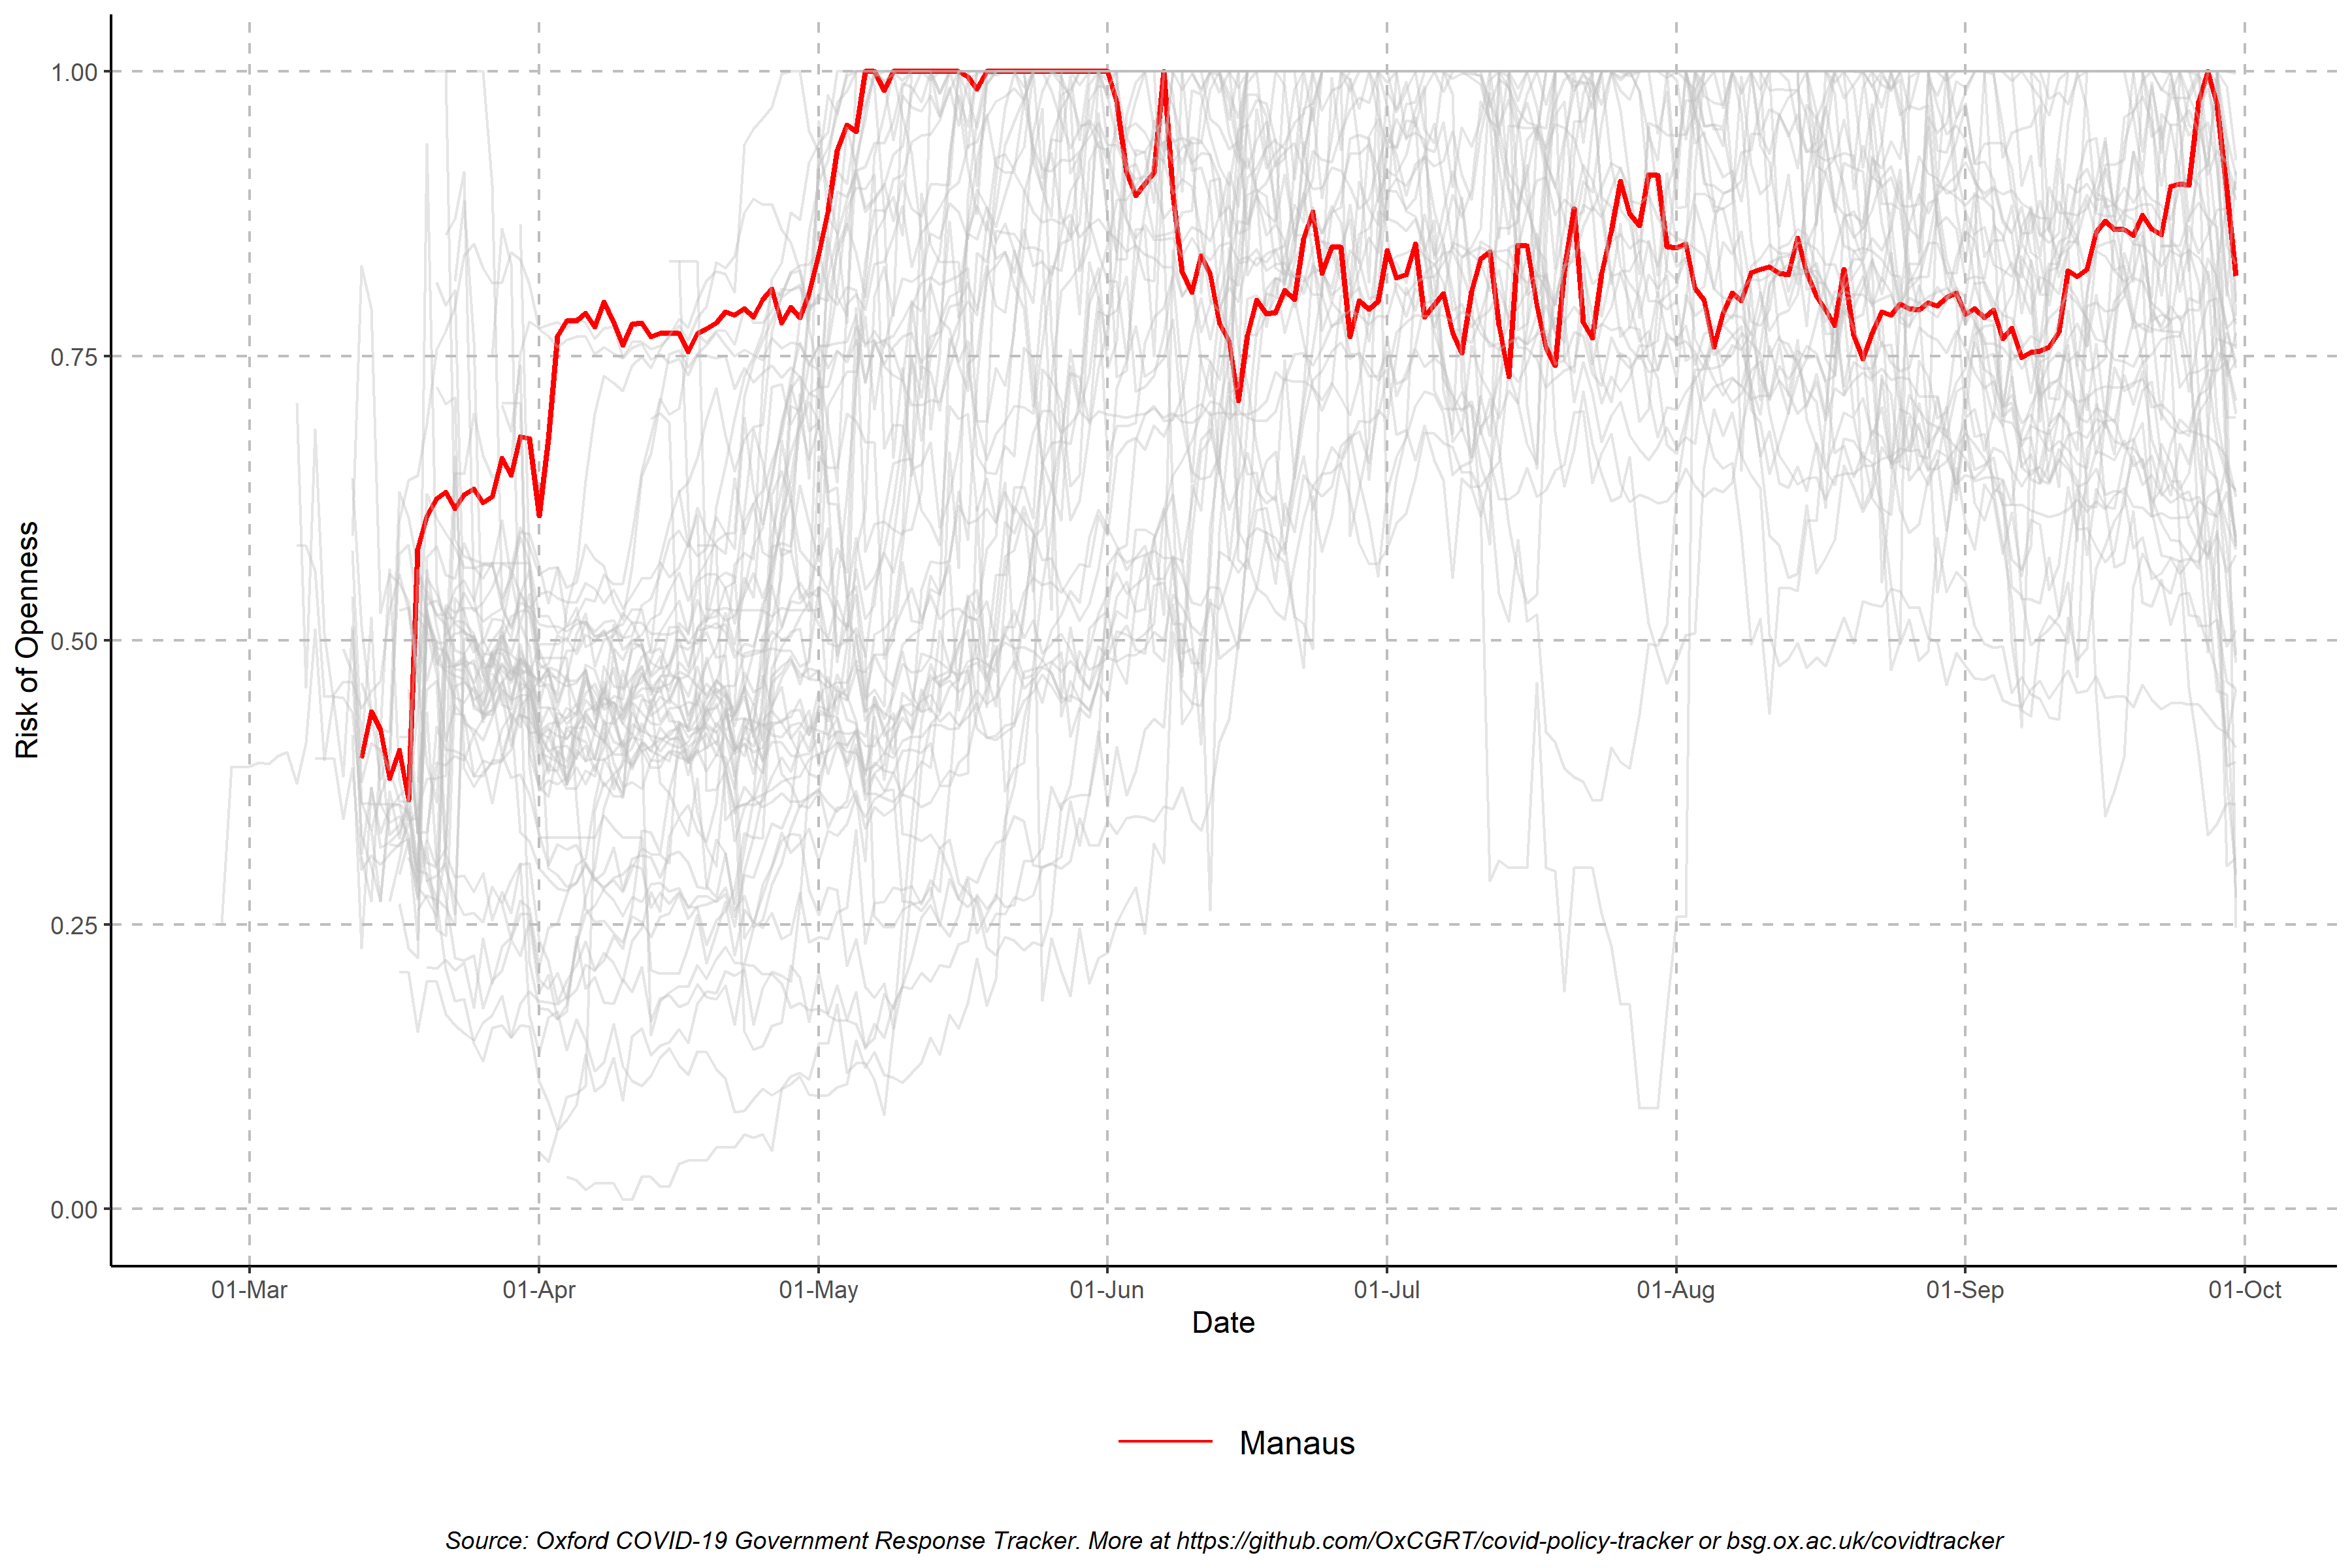 1.00
0.75
0.50
0.25
0.00
Risk of Openness
01-Mar 01-Apr 01-May 01-Jun 01-Jul 01-Aug 01-Sep 01-Oct
Date
Manaus
Source: Oxford COVID-19 Government Response Tracker. More at https://github.com/OxCGRT/covid-policy-tracker or bsg.ox.ac.uk/covidtracker